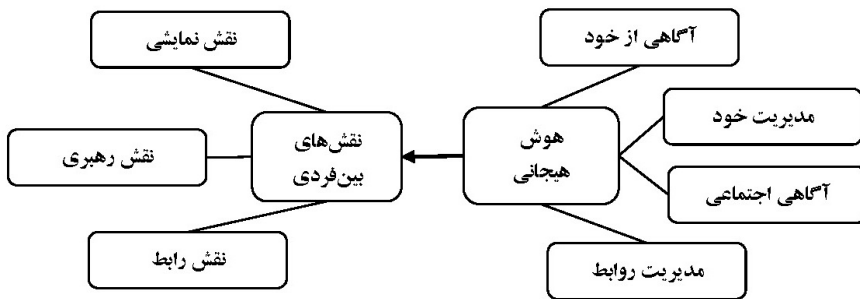 آگاهی از خود
نقش نمایشی
مدیریت خود
هوش
هیجانی
نقش‌های
بین‌فردی
نقش رهبری
آگاهی اجتماعی
مدیریت روابط
نقش رابط